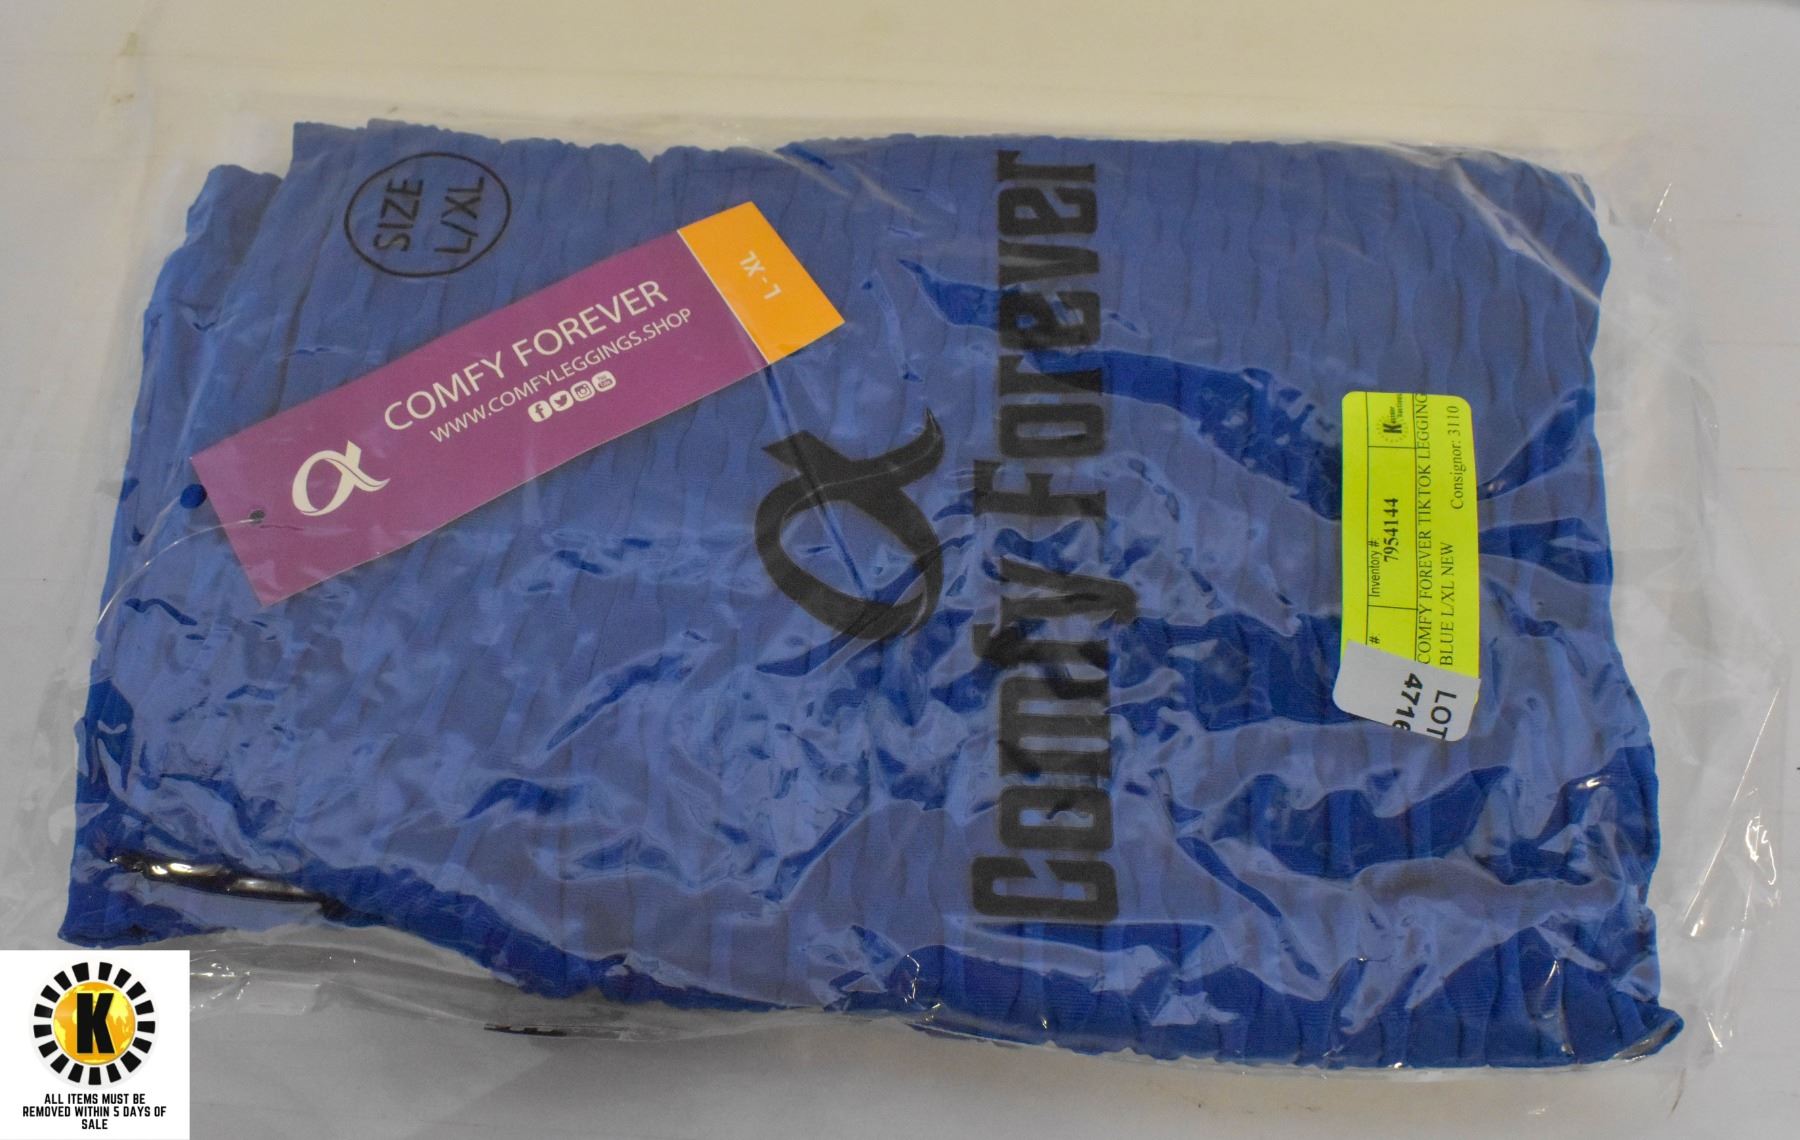 SIZE
L/XL
COMFY FOREVER
WWW.COMFYLEGGINGS.SHOP
L - XL
Comfy Forever
Inventory #:
7954144
#:
COMFY FOREVER TIKTOK LEGGING
BLUE L/XL NEW
Consignor: 3110
LOT
4716
K
ALL ITEMS MUST BE
REMOVED WITHIN 5 DAYS OF
SALE